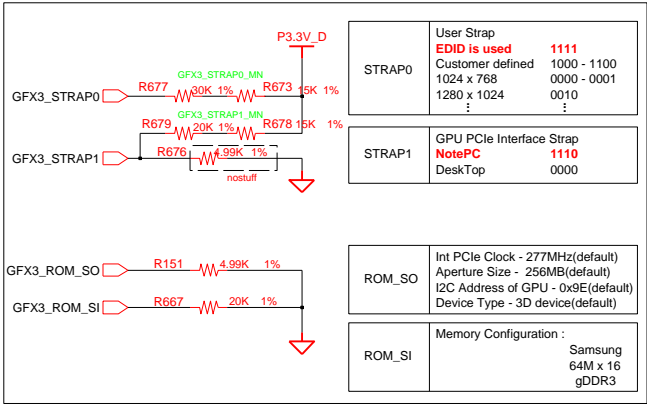 P3.3V_D
GFX3_STRAP0_MN
R677 30K 1% R673 15K 1%
GFX3_STRAP0
GFX3_STRAP1_MN
R679 20K 1% R678 15K 1%
GFX3_STRAP1
R676 4.99K 1%
nostuff
GFX3_ROM_SO R151 4.99K 1%
GFX3_ROM_SI R667 20K 1%
STRAP0
User Strap
EDID is used 1111
Customer defined 1000 - 1100
1024 x 768 0000 - 0001
1280 x 1024 0010
⋮ ⋮
STRAP1
GPU PCIe Interface Strap
NotePC 1110
DeskTop 0000
ROM_SO
Int PCIe Clock - 277MHz(default)
Aperture Size - 256MB(default)
I2C Address of GPU - 0x9E(default)
Device Type - 3D device(default)
ROM_SI
Memory Configuration :
Samsung
64M x 16
gDDR3